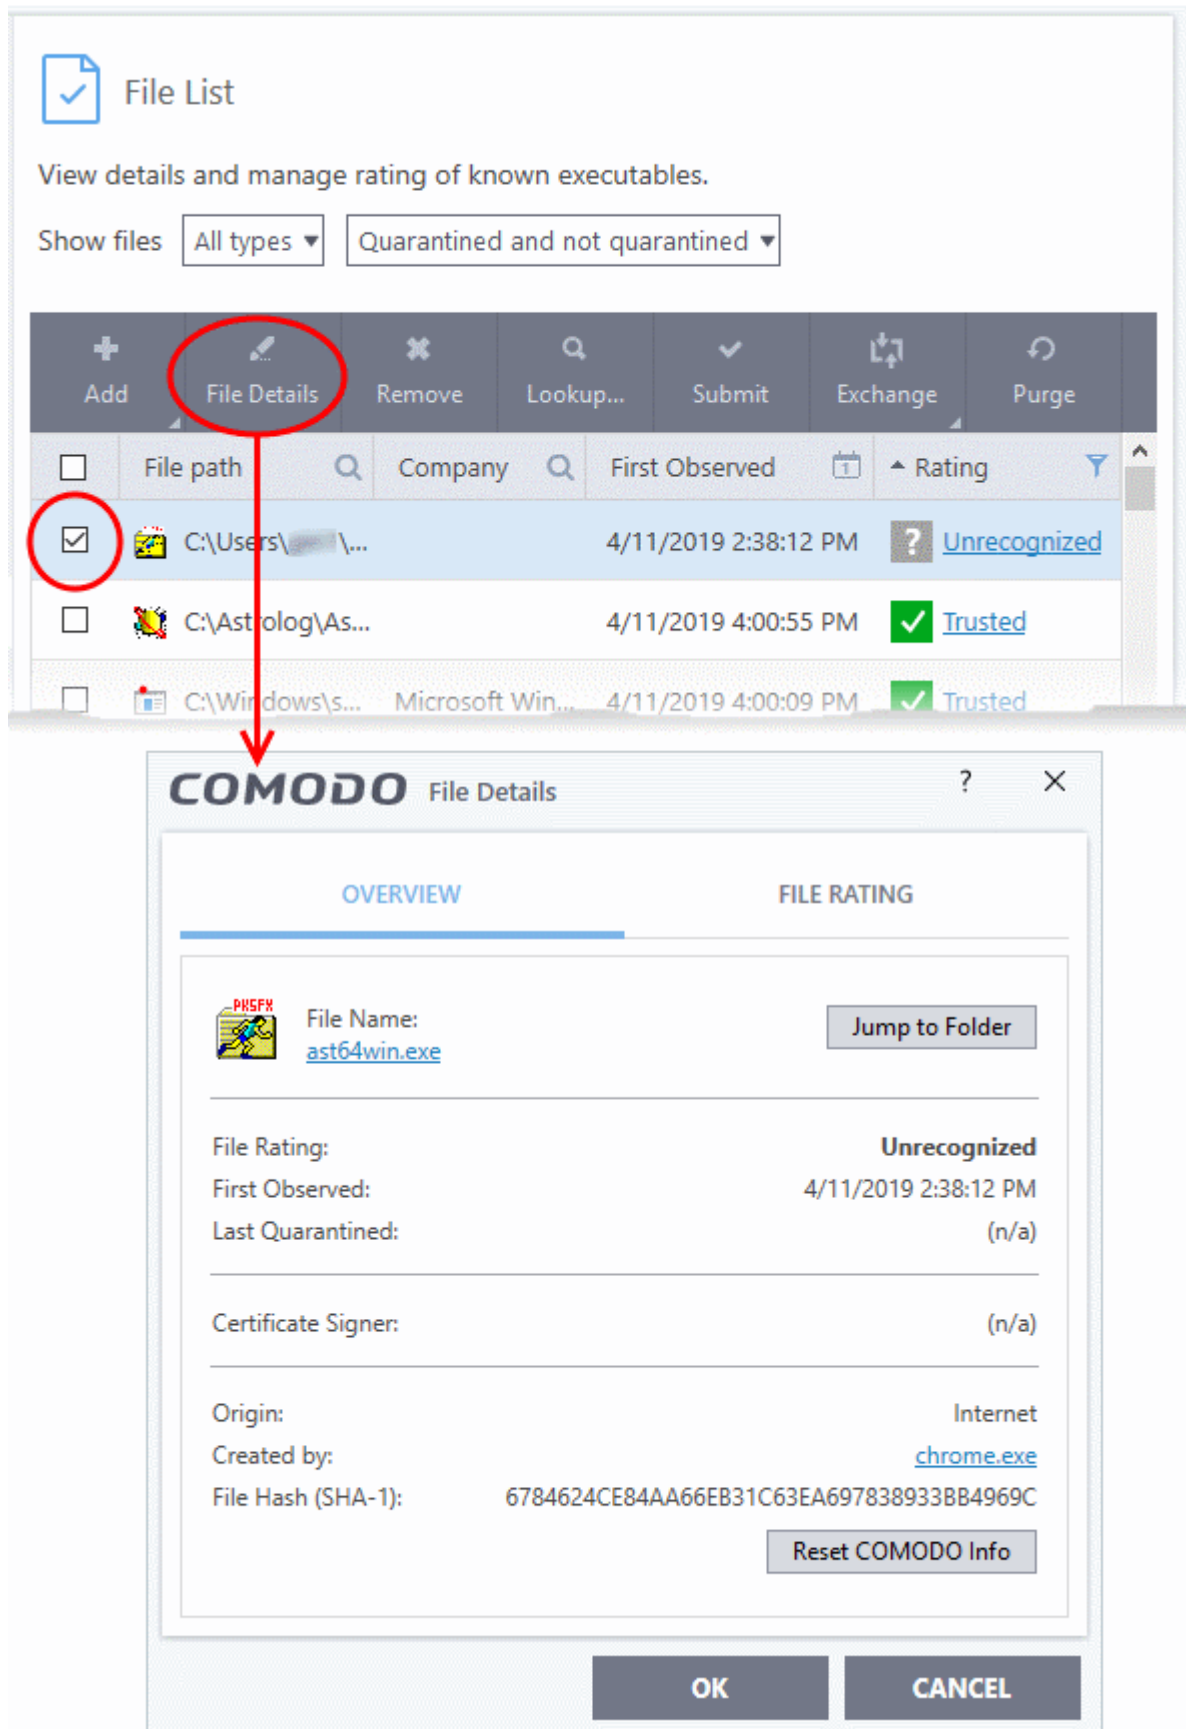 File List
View details and manage rating of known executables.
Show files All types Quarantined and not quarantined
Add File Details Remove Lookup... Submit Exchange Purge
File path Company First Observed 1 Rating
C:\Users\ \... 4/11/2019 2:38:12 PM ? Unrecognized
C:\Astrolog\As... 4/11/2019 4:00:55 PM Trusted
C:\Windows\s... Microsoft Win... 4/11/2019 4:00:09 PM Trusted
COMODO File Details ?
OVERVIEW FILE RATING
PKSFX
File Name: Jump to Folder
ast64win.exe
File Rating: Unrecognized
First Observed: 4/11/2019 2:38:12 PM
Last Quarantined: (n/a)
Certificate Signer: (n/a)
Origin: Internet
Created by: chrome.exe
File Hash (SHA-1): 6784624CE84AA66EB31C63EA697838933BB4969C
Reset COMODO Info
OK CANCEL